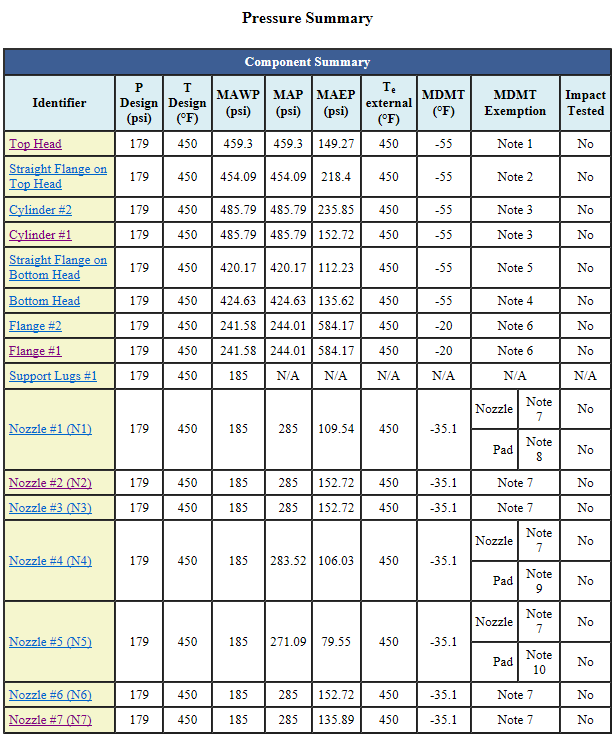 Pressure Summary
Component Summary
Identifier P Design (psi) T Design (°F) MAWP (psi) MAP (psi) MAEP (psi) Te external (°F) MDMT (°F) MDMT Exemption Impact Tested
Top Head 179 450 459.3 459.3 149.27 450 -55 Note 1 No
Straight Flange on Top Head 179 450 454.09 454.09 218.4 450 -55 Note 2 No
Cylinder #2 179 450 485.79 485.79 235.85 450 -55 Note 3 No
Cylinder #1 179 450 485.79 485.79 152.72 450 -55 Note 3 No
Straight Flange on Bottom Head 179 450 420.17 420.17 112.23 450 -55 Note 5 No
Bottom Head 179 450 424.63 424.63 135.62 450 -55 Note 4 No
Flange #2 179 450 241.58 244.01 584.17 450 -20 Note 6 No
Flange #1 179 450 241.58 244.01 584.17 450 -20 Note 6 No
Support Lugs #1 179 450 185 N/A N/A N/A N/A N/A N/A
Nozzle #1 (N1) 179 450 185 285 109.54 450 -35.1 Nozzle Note 7 No
Pad Note 8 No
Nozzle #2 (N2) 179 450 185 285 152.72 450 -35.1 Note 7 No
Nozzle #3 (N3) 179 450 185 285 152.72 450 -35.1 Note 7 No
Nozzle #4 (N4) 179 450 185 283.52 106.03 450 -35.1 Nozzle Note 7 No
Pad Note 9 No
Nozzle #5 (N5) 179 450 185 271.09 79.55 450 -35.1 Nozzle Note 7 No
Pad Note 10 No
Nozzle #6 (N6) 179 450 185 285 152.72 450 -35.1 Note 7 No
Nozzle #7 (N7) 179 450 185 285 135.89 450 -35.1 Note 7 No